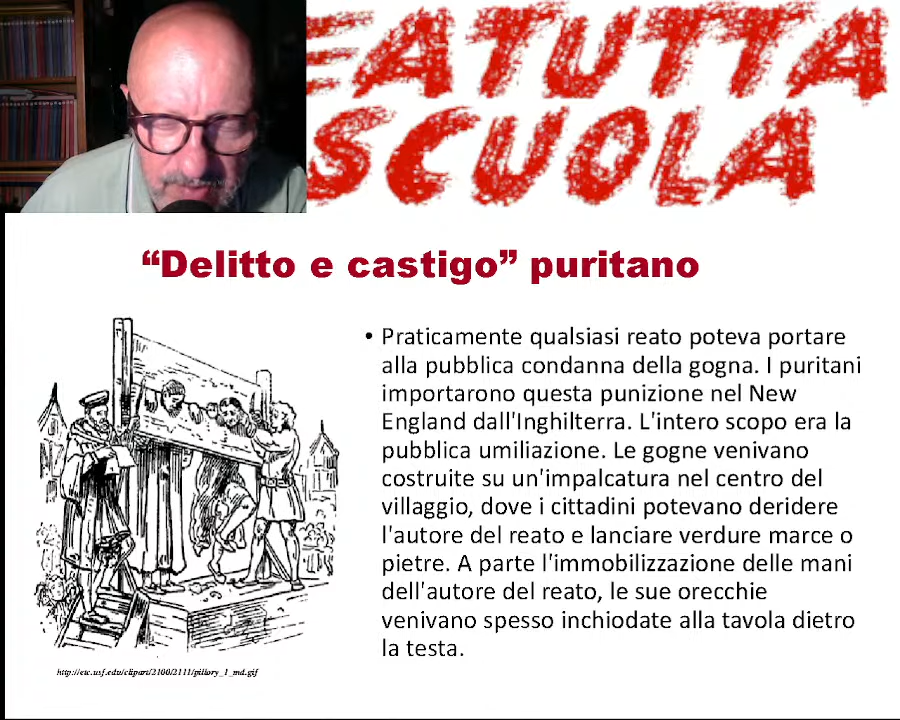 EATUTTA
SCUOLA
“Delitto e castigo” puritano
• Praticamente qualsiasi reato poteva portare
alla pubblica condanna della gogna. I puritani
importarono questa punizione nel New
England dall'Inghilterra. L'intero scopo era la
pubblica umiliazione. Le gogne venivano
costruite su un'impalcatura nel centro del
villaggio, dove i cittadini potevano deridere
l'autore del reato e lanciare verdure marce o
pietre. A parte l'immobilizzazione delle mani
dell'autore del reato, le sue orecchie
venivano spesso inchiodate alla tavola dietro
la testa.
http://etc.usf.edu/clipart/2100/2111/pillory_1_md.gif